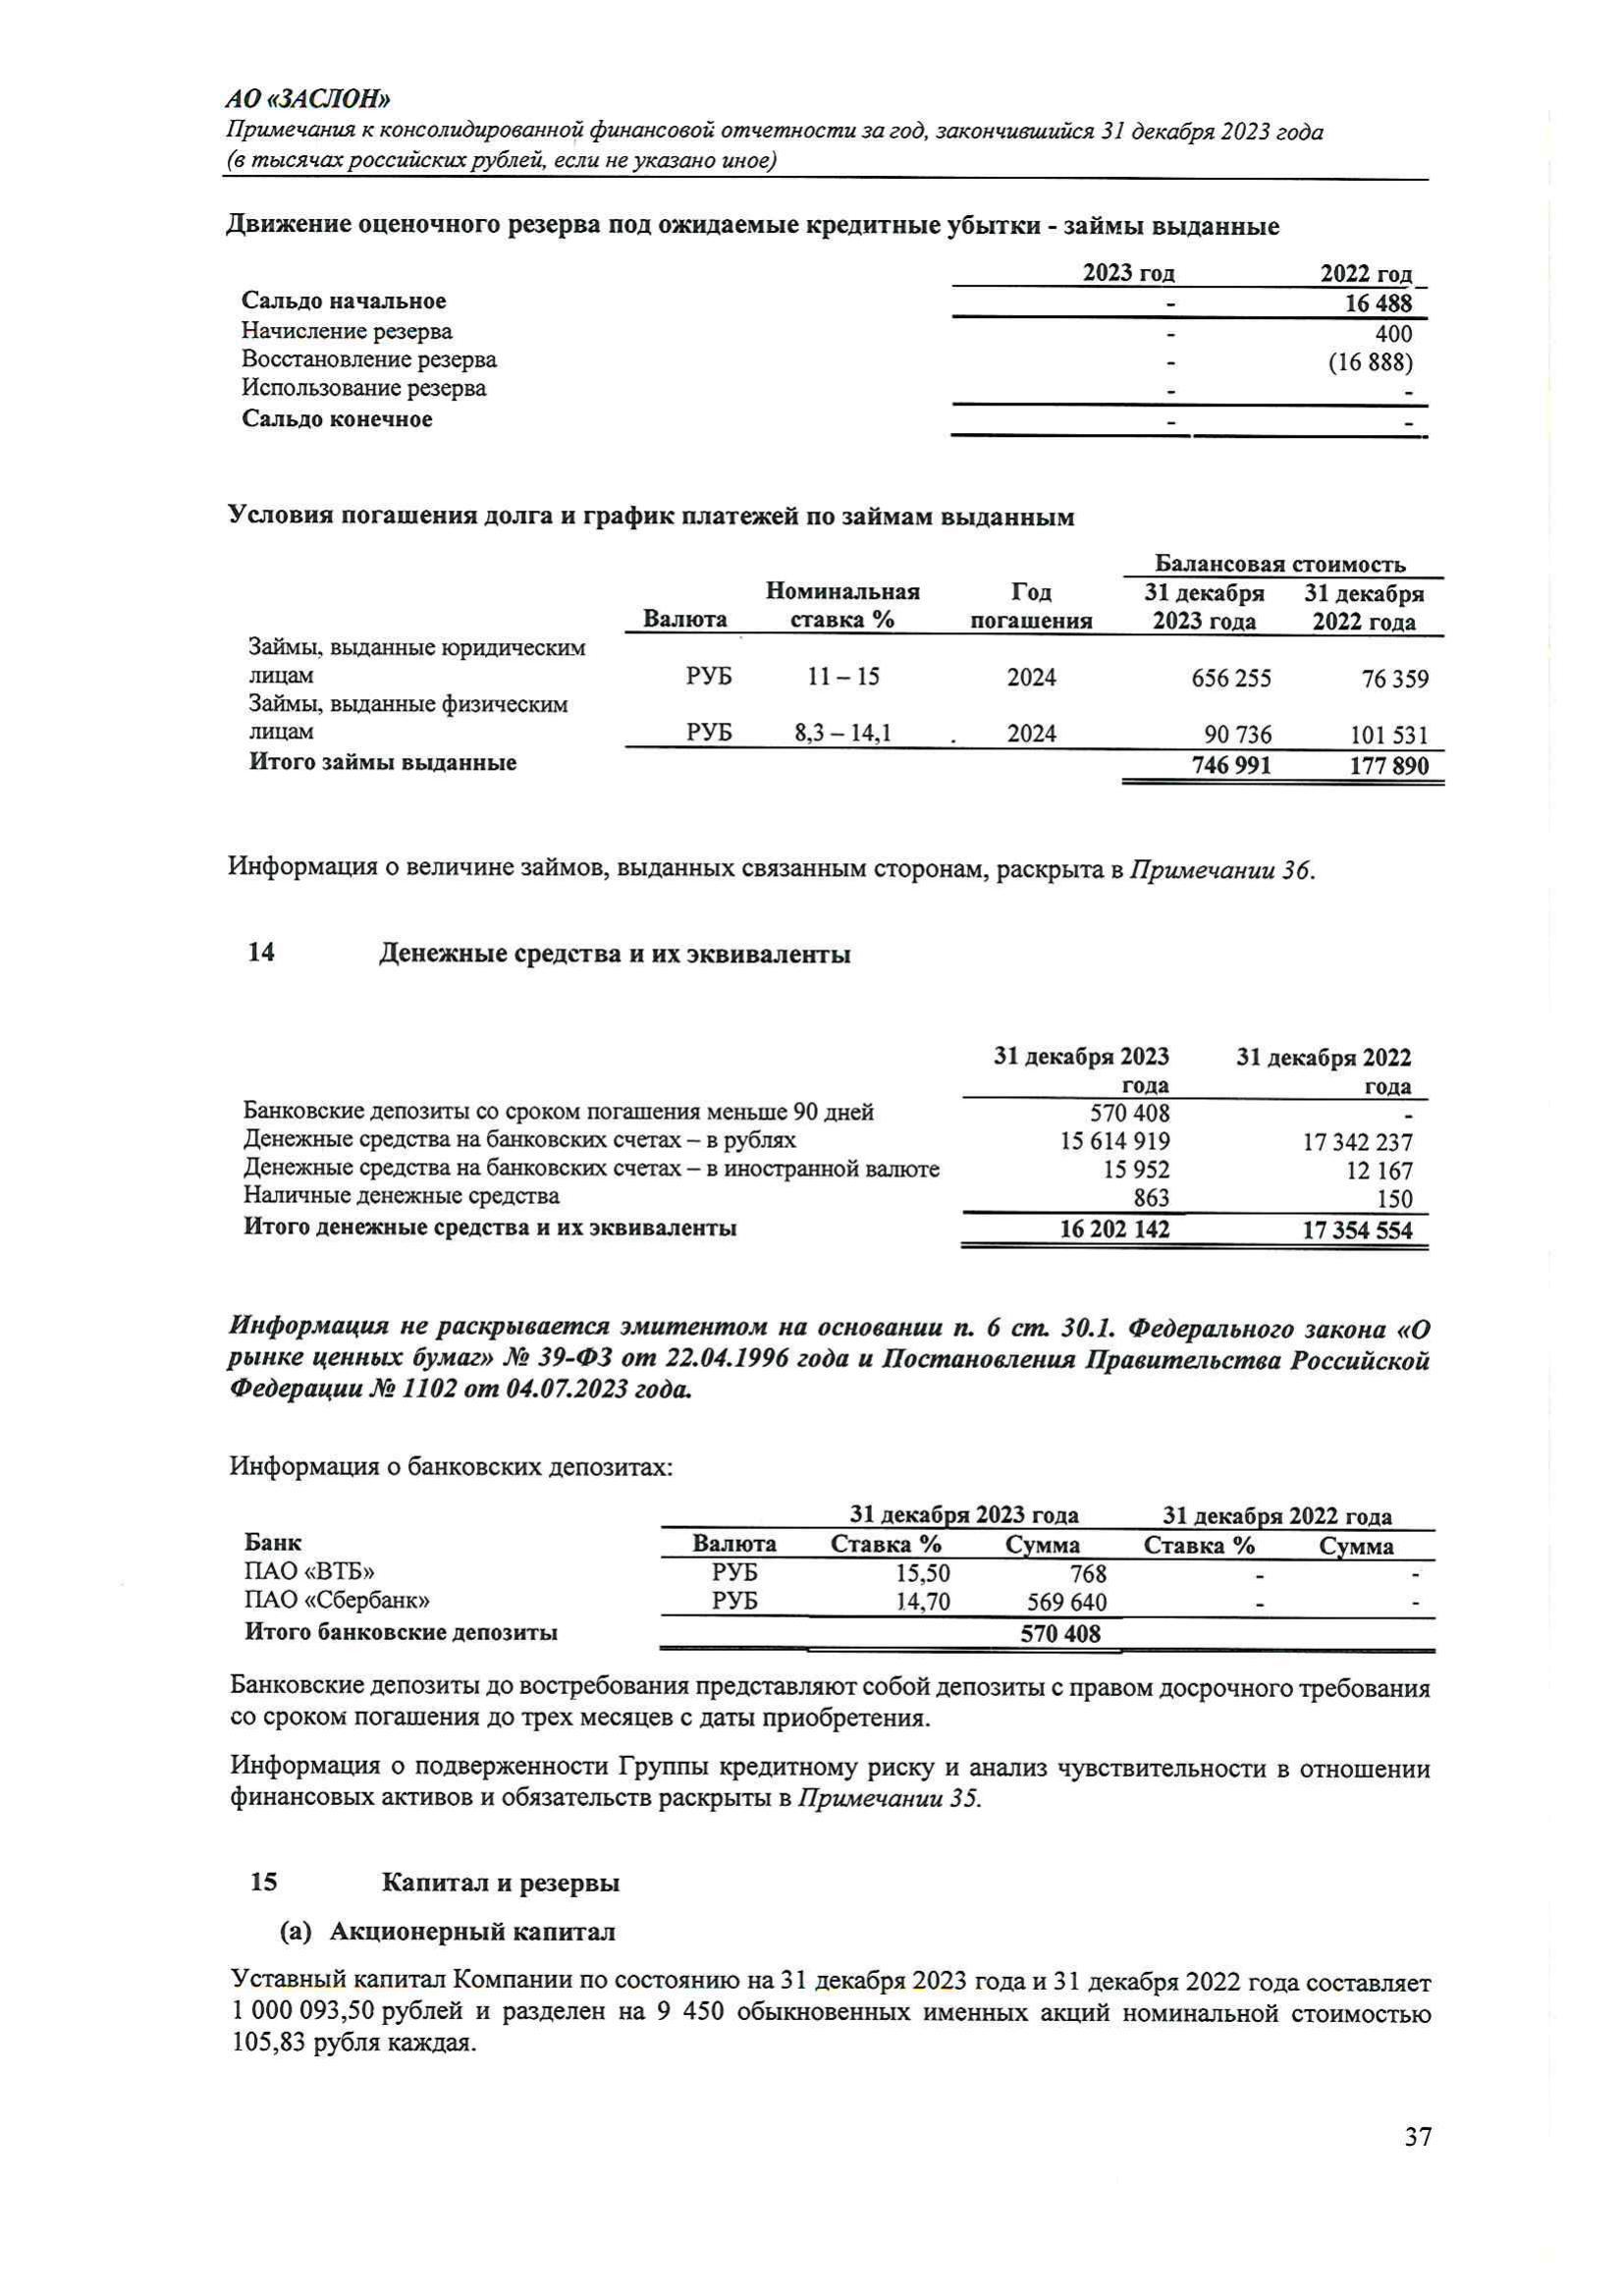 АО «ЗАСЛОН»
Примечания к консолидированной финансовой отчетности за год, закончившийся 31 декабря 2023 года
(в тысячах российских рублей, если не указано иное)
Движение оценочного резерва под ожидаемые кредитные убытки - займы выданные
2023 год 2022 год
Сальдо начальное - 16 488
Начисление резерва - 400
Восстановление резерва - (16 888)
Использование резерва - -
Сальдо конечное - -
Условия погашения долга и график платежей по займам выданным
Балансовая стоимость
Номинальная Год 31 декабря 31 декабря
Валюта ставка % погашения 2023 года 2022 года
Займы, выданные юридическим
лицам РУБ 11 – 15 2024 656 255 76 359
Займы, выданные физическим
лицам РУБ 8,3 – 14,1 2024 90 736 101 531
Итого займы выданные 746 991 177 890
Информация о величине займов, выданных связанным сторонам, раскрыта в Примечании 36.
14 Денежные средства и их эквиваленты
31 декабря 2023 31 декабря 2022
года года
Банковские депозиты со сроком погашения меньше 90 дней 570 408 -
Денежные средства на банковских счетах – в рублях 15 614 919 17 342 237
Денежные средства на банковских счетах – в иностранной валюте 15 952 12 167
Наличные денежные средства 863 150
Итого денежные средства и их эквиваленты 16 202 142 17 354 554
Информация не раскрывается эмитентом на основании п. 6 ст. 30.1. Федерального закона «О
рынке ценных бумаг» № 39-ФЗ от 22.04.1996 года и Постановления Правительства Российской
Федерации № 1102 от 04.07.2023 года.
Информация о банковских депозитах:
31 декабря 2023 года 31 декабря 2022 года
Банк Валюта Ставка % Сумма Ставка % Сумма
ПАО «ВТБ» РУБ 15,50 768 - -
ПАО «Сбербанк» РУБ 14,70 569 640 - -
Итого банковские депозиты 570 408
Банковские депозиты до востребования представляют собой депозиты с правом досрочного требования
со сроком погашения до трех месяцев с даты приобретения.
Информация о подверженности Группы кредитному риску и анализ чувствительности в отношении
финансовых активов и обязательств раскрыты в Примечании 35.
15 Капитал и резервы
(а) Акционерный капитал
Уставный капитал Компании по состоянию на 31 декабря 2023 года и 31 декабря 2022 года составляет
1 000 093,50 рублей и разделен на 9 450 обыкновенных именных акций номинальной стоимостью
105,83 рубля каждая.
37